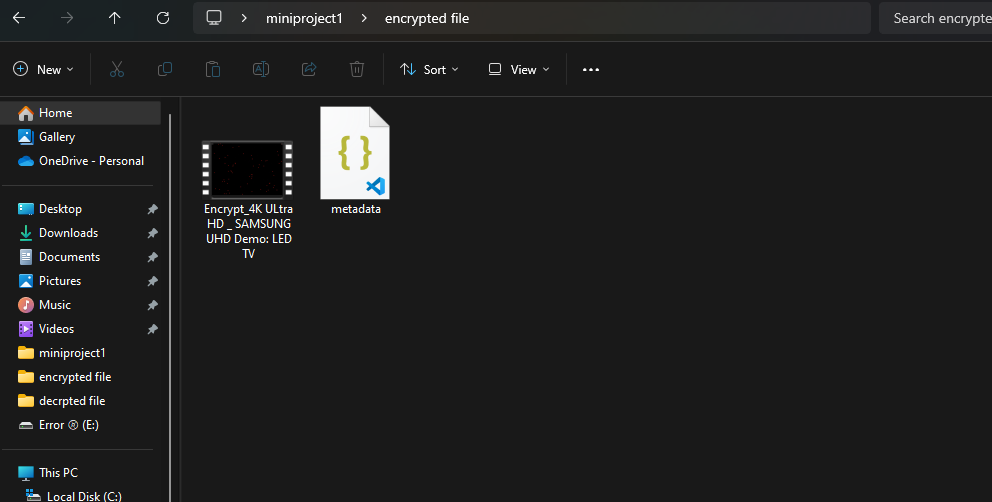 miniproject1
encrypted file
Search encrypte
New
Sort
View
Home
Gallery
OneDrive - Personal
Desktop
Downloads
Documents
Pictures
Music
Videos
miniproject1
encrypted file
decrpted file
Error ® (E:)
This PC
Local Disk (C:)
Encrypt_4K ULtra
HD _ SAMSUNG
UHD Demo: LED
TV
metadata